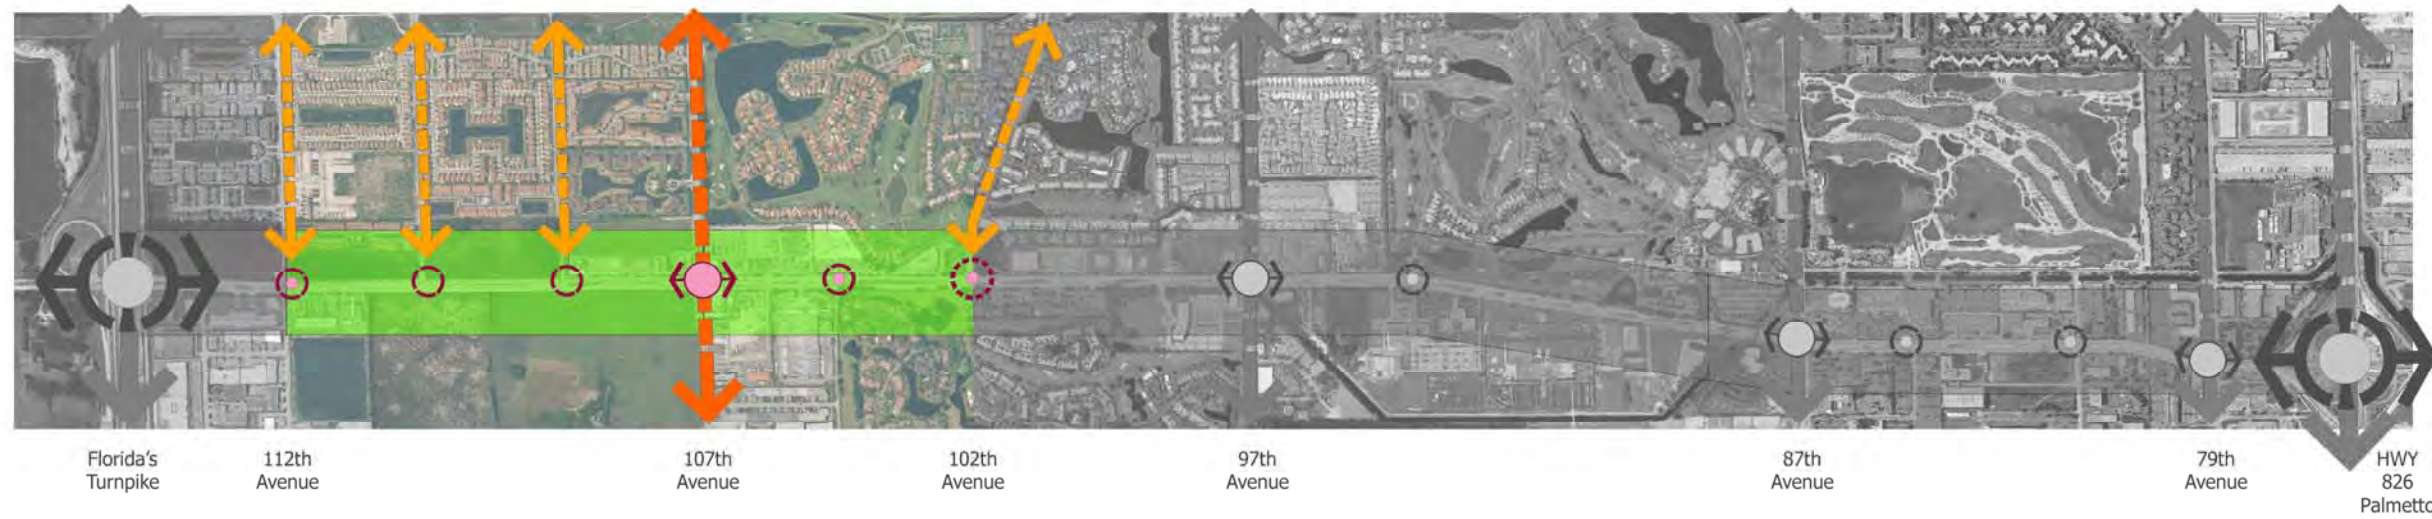 Florida's
Turnpike
112th
Avenue
107th
Avenue
102th
Avenue
97th
Avenue
87th
Avenue
79th
Avenue
HWY
826
Palmetto